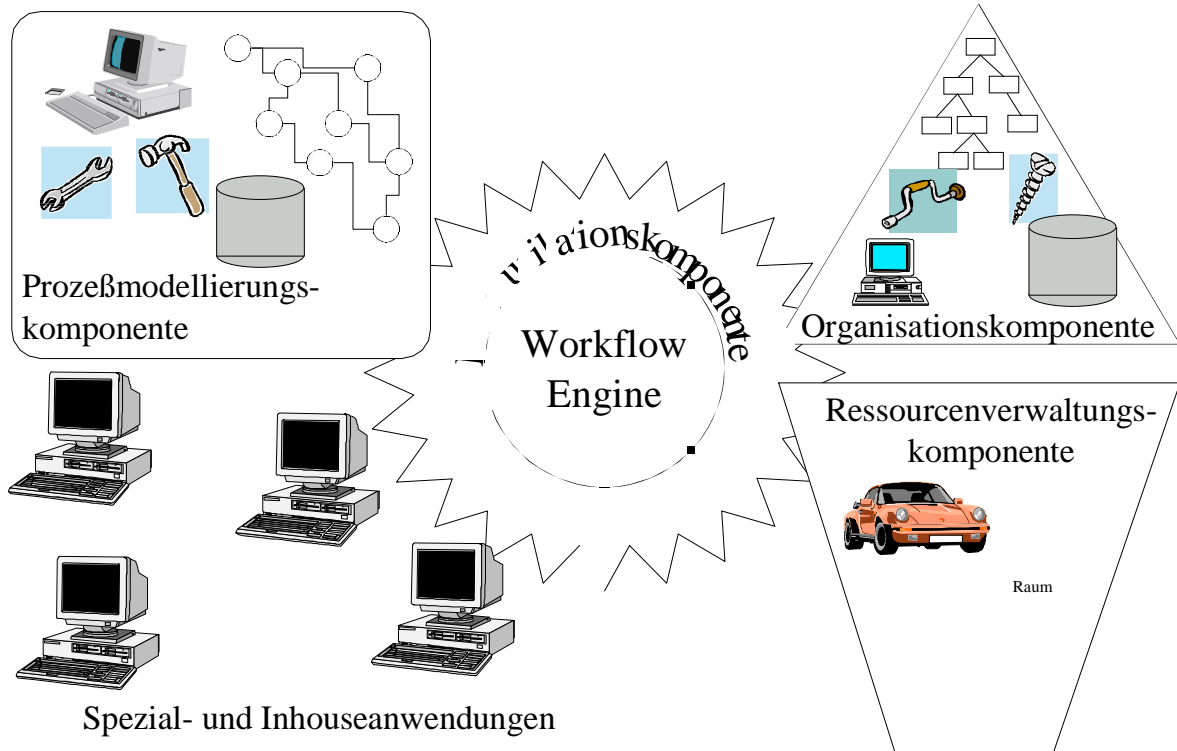 Prozeßmodellierungs-
komponente
Workflow
Engine
Organisationskomponente
Ressourcenverwaltungs-
komponente
Raum
Spezial- und Inhouseanwendungen